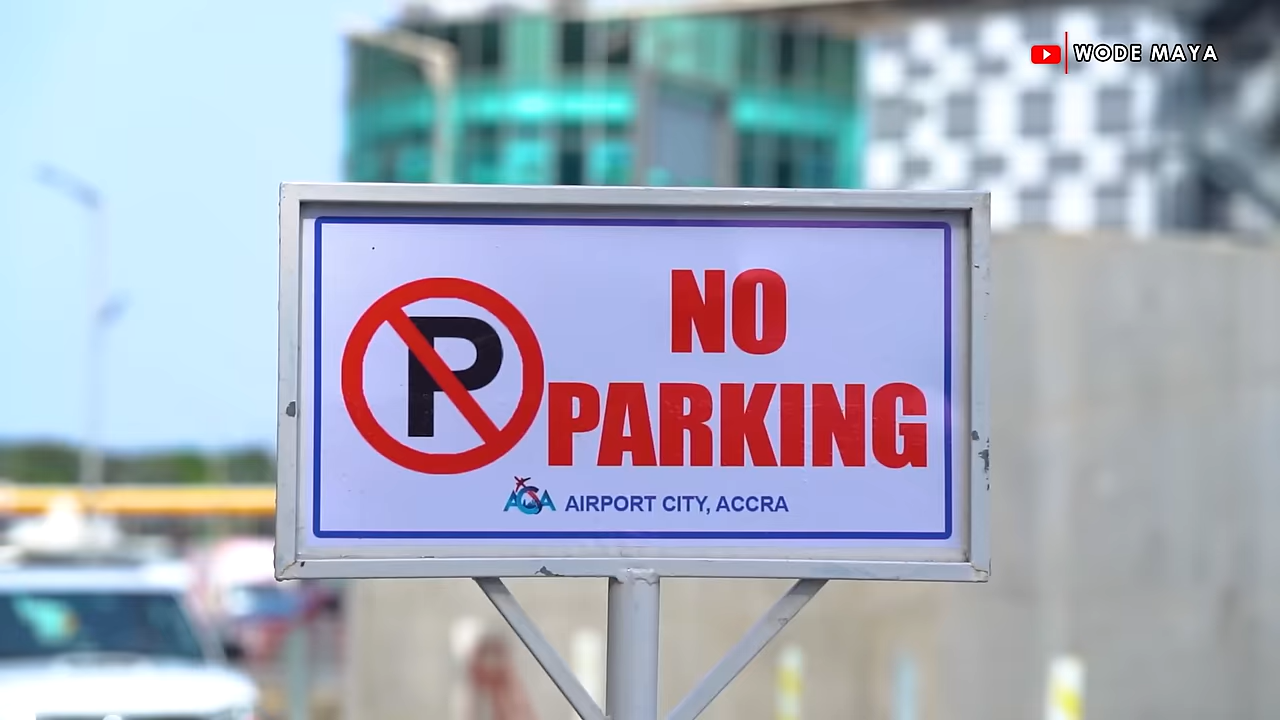 WODE MAYA
NO
PARKING
P
ACA AIRPORT CITY, ACCRA